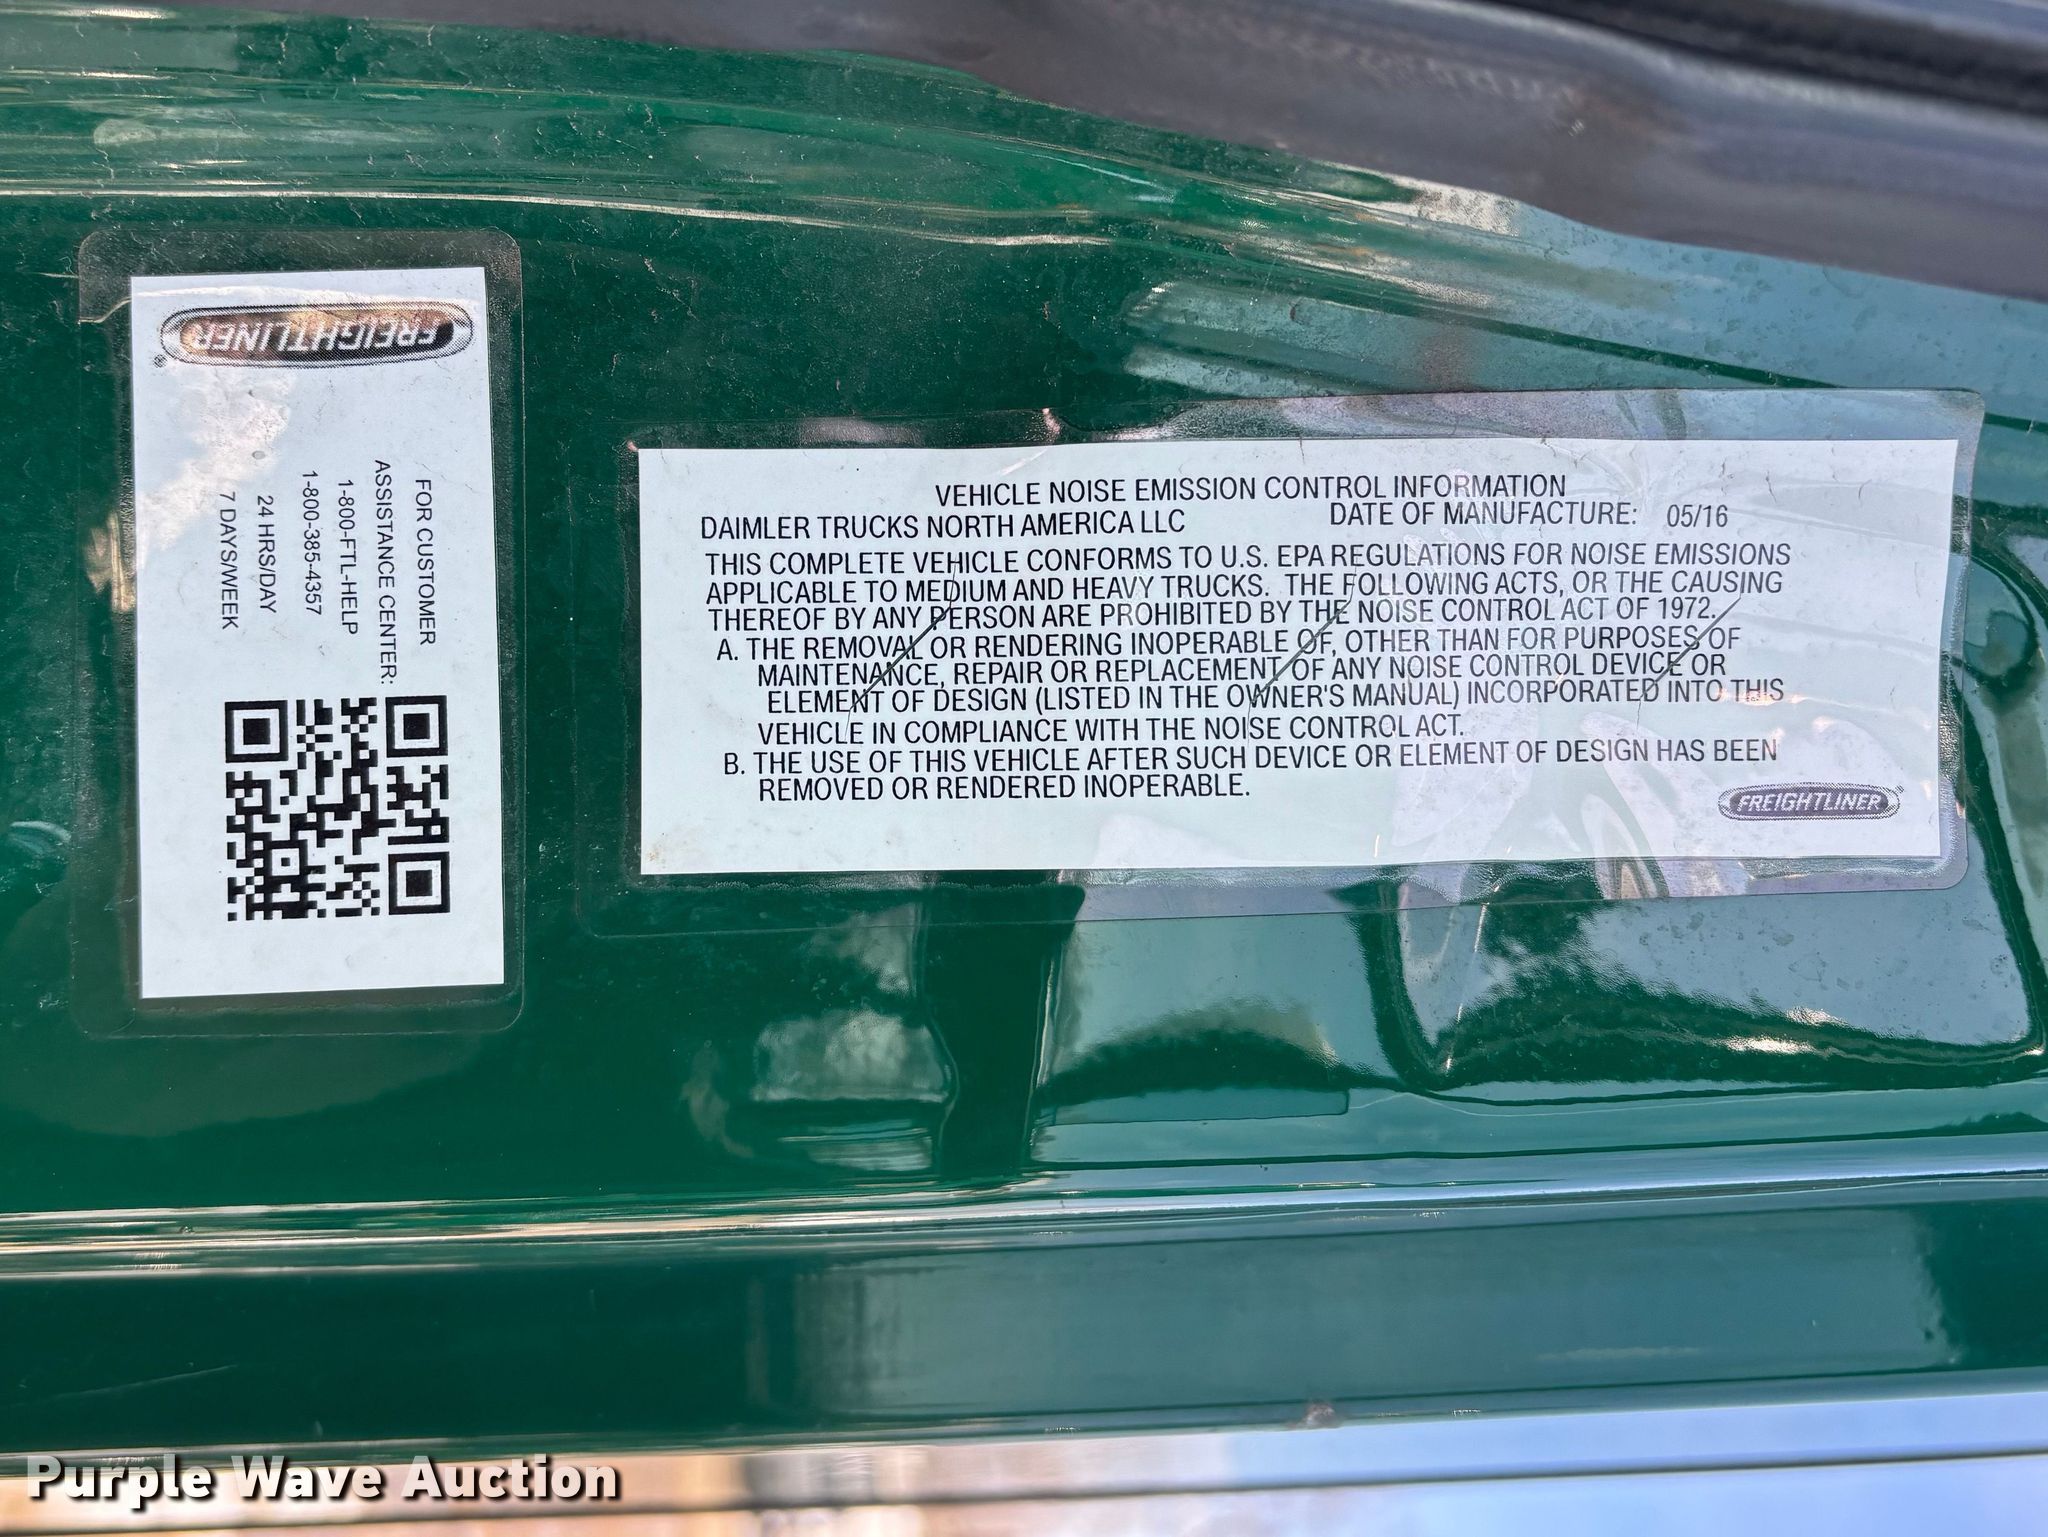 FREIGHTLINER
FOR CUSTOMER
ASSISTANCE CENTER:
1-800-FTL-HELP
1-800-385-4357
24 HRS/DAY
7 DAYS/WEEK
VEHICLE NOISE EMISSION CONTROL INFORMATION
DAIMLER TRUCKS NORTH AMERICA LLC DATE OF MANUFACTURE: 05/16
THIS COMPLETE VEHICLE CONFORMS TO U.S. EPA REGULATIONS FOR NOISE EMISSIONS
APPLICABLE TO MEDIUM AND HEAVY TRUCKS. THE FOLLOWING ACTS, OR THE CAUSING
THEREOF BY ANY PERSON ARE PROHIBITED BY THE NOISE CONTROL ACT OF 1972.
A. THE REMOVAL OR RENDERING INOPERABLE OF, OTHER THAN FOR PURPOSES OF
MAINTENANCE, REPAIR OR REPLACEMENT OF ANY NOISE CONTROL DEVICE OR
ELEMENT OF DESIGN (LISTED IN THE OWNER'S MANUAL) INCORPORATED INTO THIS
VEHICLE IN COMPLIANCE WITH THE NOISE CONTROL ACT.
B. THE USE OF THIS VEHICLE AFTER SUCH DEVICE OR ELEMENT OF DESIGN HAS BEEN
REMOVED OR RENDERED INOPERABLE.
FREIGHTLINER
Purple Wave Auction